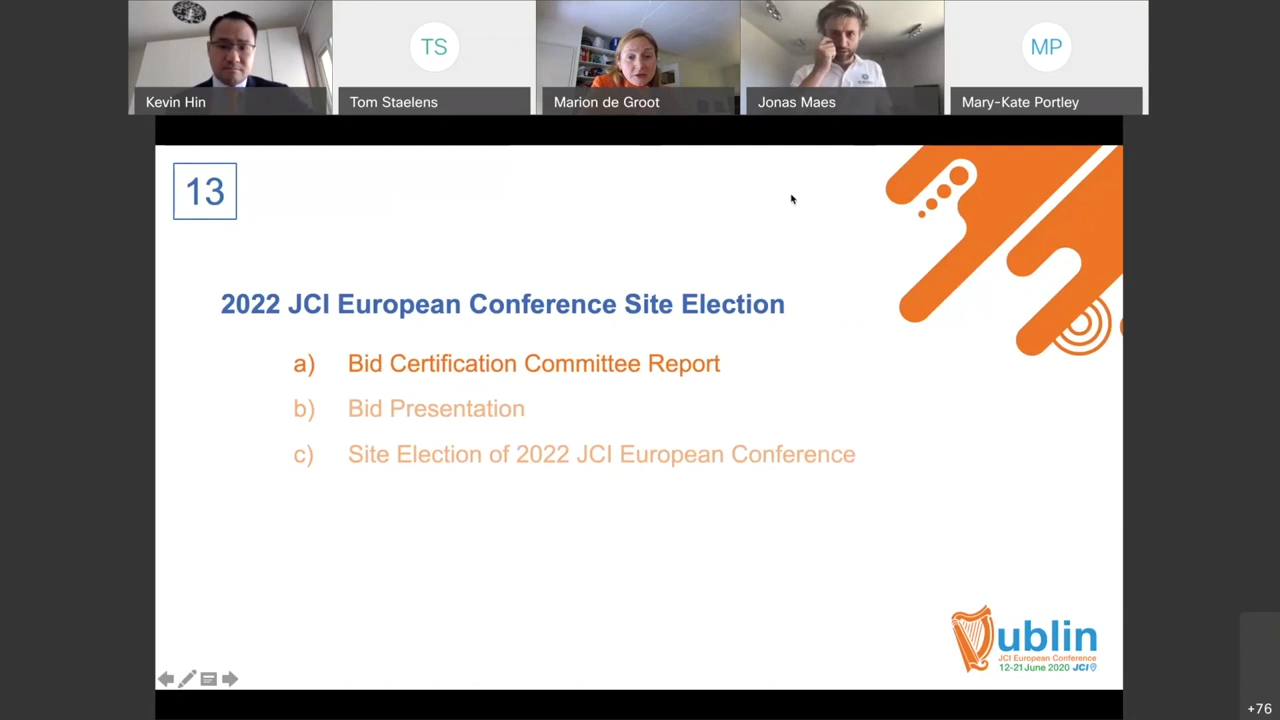 TS
MP
Kevin Hin
Tom Staelens
Marion de Groot
Jonas Maes
Mary-Kate Portley
13
2022 JCI European Conference Site Election
a) Bid Certification Committee Report
b) Bid Presentation
c) Site Election of 2022 JCI European Conference
Dublin
JCI European Conference
12-21 June 2020 JCI
+76